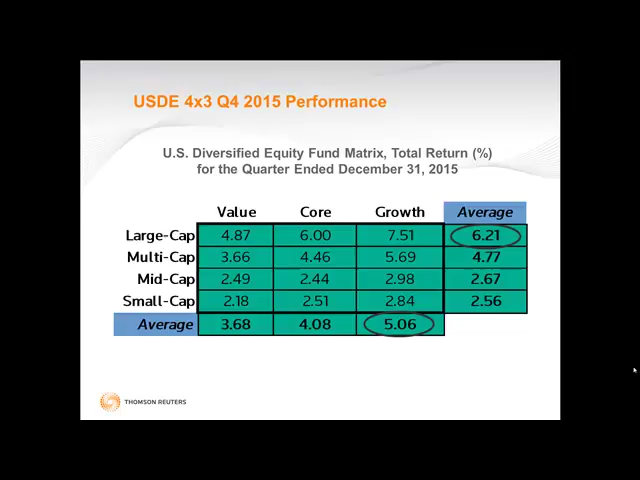 USDE 4x3 Q4 2015 Performance
U.S. Diversified Equity Fund Matrix, Total Return (%)
for the Quarter Ended December 31, 2015
Value Core Growth Average
Large-Cap 4.87 6.00 7.51 6.21
Multi-Cap 3.66 4.46 5.69 4.77
Mid-Cap 2.49 2.44 2.98 2.67
Small-Cap 2.18 2.51 2.84 2.56
Average 3.68 4.08 5.06
THOMSON REUTERS